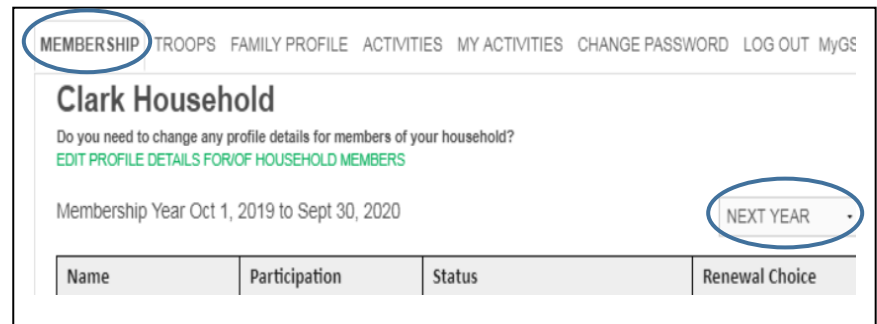 MEMBERSHIP TROOPS FAMILY PROFILE ACTIVITIES MY ACTIVITIES CHANGE PASSWORD LOG OUT MyGS
Clark Household
Do you need to change any profile details for members of your household?
EDIT PROFILE DETAILS FOR/OF HOUSEHOLD MEMBERS
Membership Year Oct 1, 2019 to Sept 30, 2020 NEXT YEAR
Name Participation Status Renewal Choice